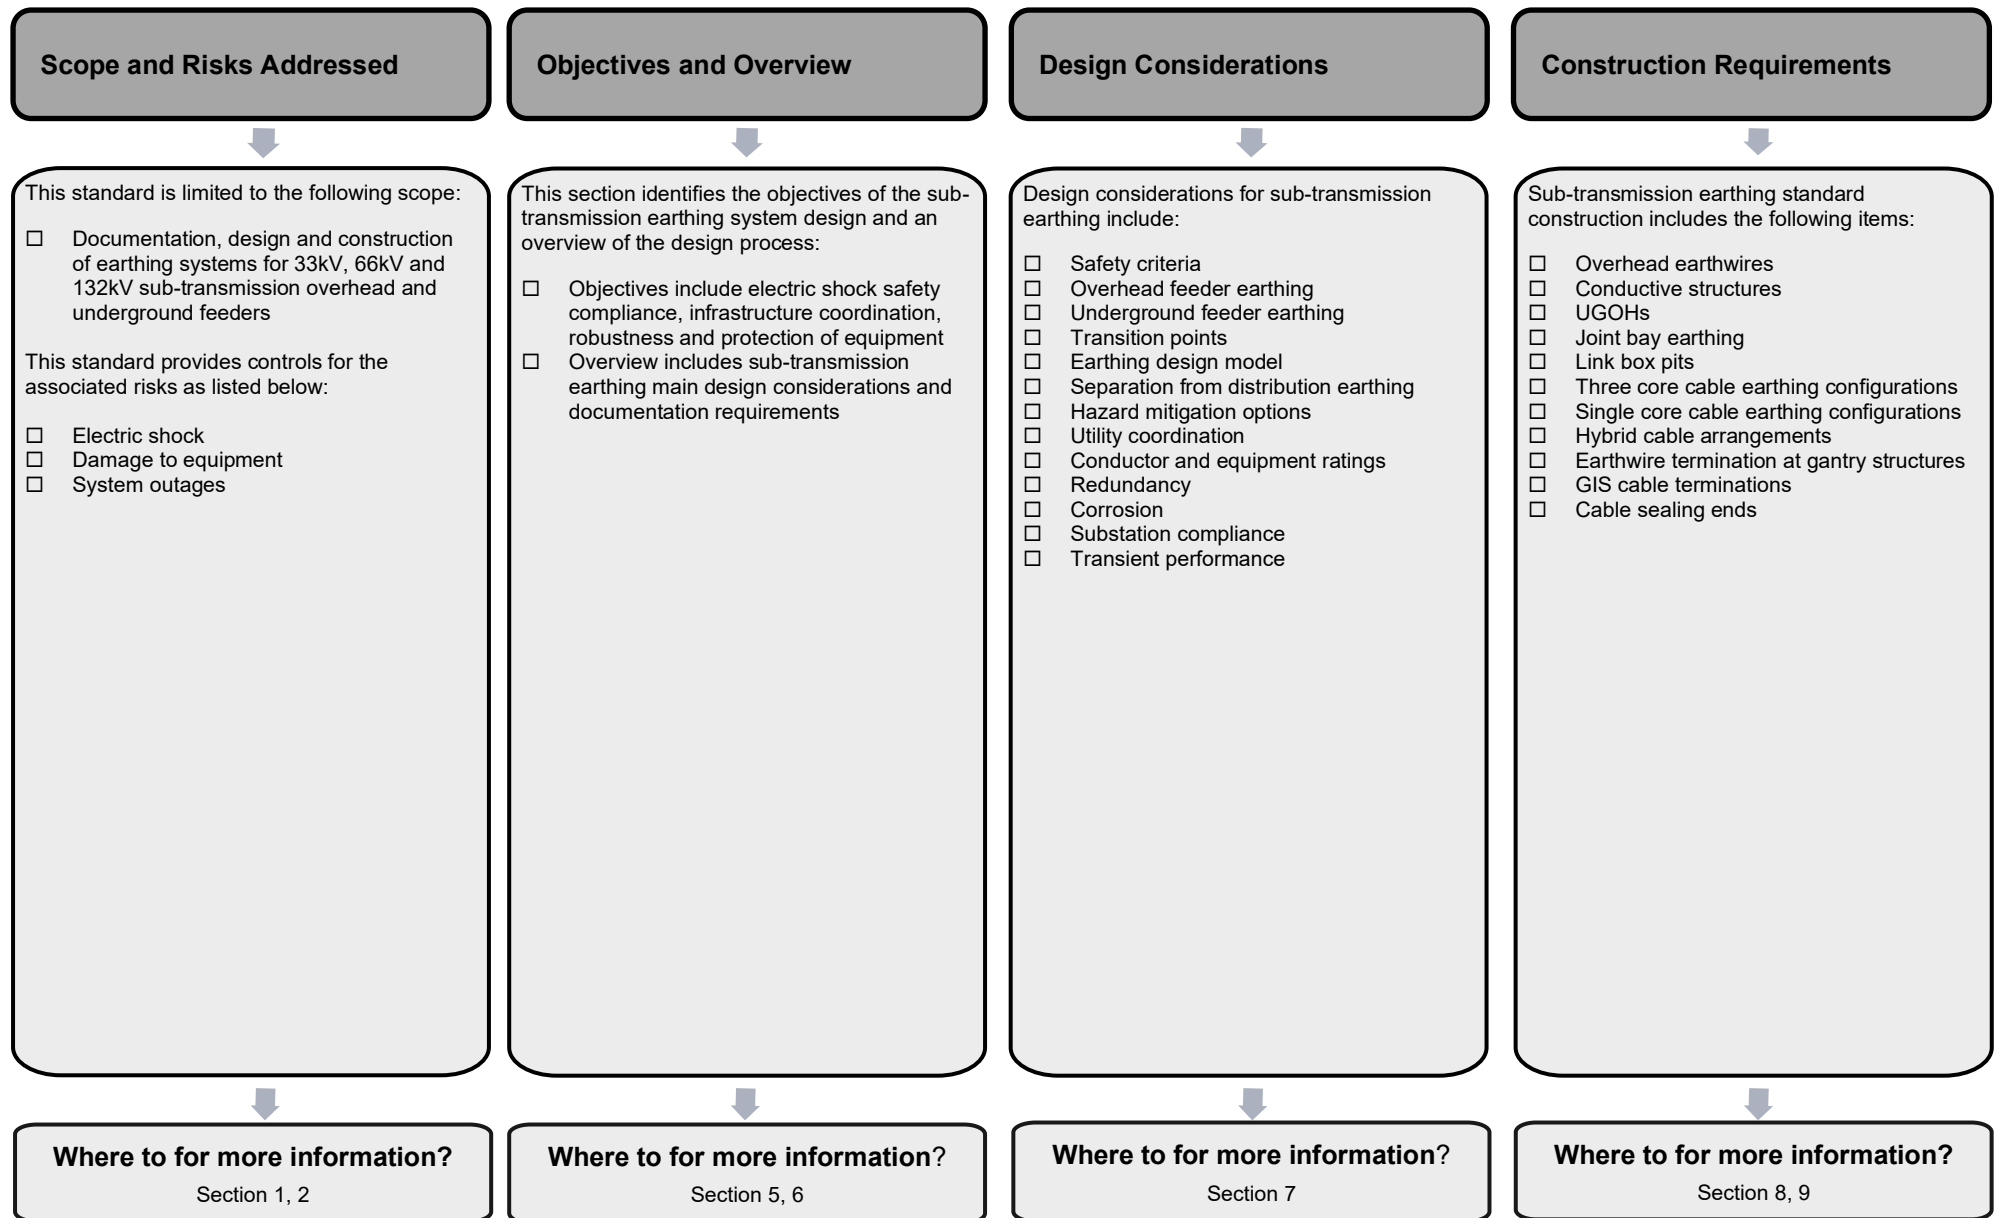 Scope and Risks Addressed
This standard is limited to the following scope:
☐ Documentation, design and construction
of earthing systems for 33kV, 66kV and
132kV sub-transmission overhead and
underground feeders
This standard provides controls for the
associated risks as listed below:
☐ Electric shock
☐ Damage to equipment
☐ System outages
Where to for more information?
Section 1, 2
Objectives and Overview
This section identifies the objectives of the sub-
transmission earthing system design and an
overview of the design process:
☐ Objectives include electric shock safety
compliance, infrastructure coordination,
robustness and protection of equipment
☐ Overview includes sub-transmission
earthing main design considerations and
documentation requirements
Where to for more information?
Section 5, 6
Design Considerations
Design considerations for sub-transmission
earthing include:
☐ Safety criteria
☐ Overhead feeder earthing
☐ Underground feeder earthing
☐ Transition points
☐ Earthing design model
☐ Separation from distribution earthing
☐ Hazard mitigation options
☐ Utility coordination
☐ Conductor and equipment ratings
☐ Redundancy
☐ Corrosion
☐ Substation compliance
☐ Transient performance
Where to for more information?
Section 7
Construction Requirements
Sub-transmission earthing standard
construction includes the following items:
☐ Overhead earthwires
☐ Conductive structures
☐ UGOHs
☐ Joint bay earthing
☐ Link box pits
☐ Three core cable earthing configurations
☐ Single core cable earthing configurations
☐ Hybrid cable arrangements
☐ Earthwire termination at gantry structures
☐ GIS cable terminations
☐ Cable sealing ends
Where to for more information?
Section 8, 9